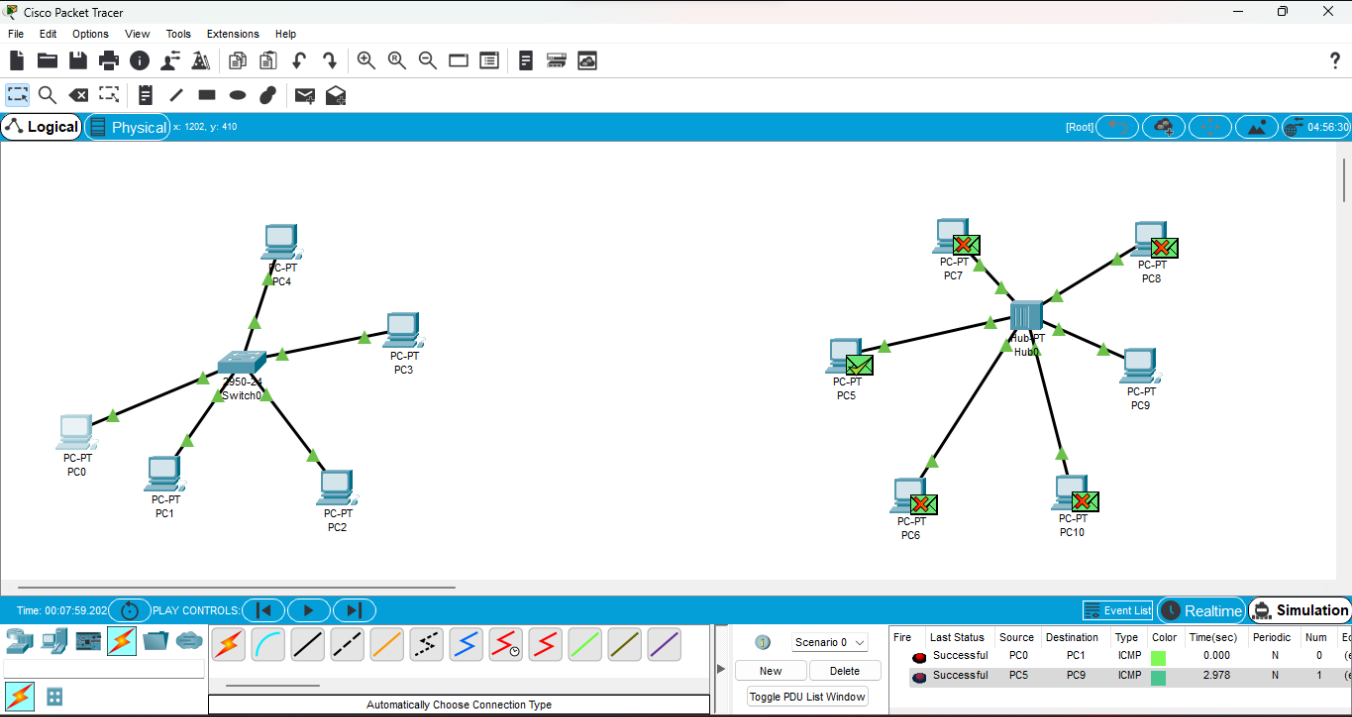 Cisco Packet Tracer
File Edit Options View Tools Extensions Help
?
Logical Physical x: 1202, y: 410 [Root] 04:56:30
PC-PT
PC4
PC-PT
PC3
2950-24
Switch0
PC-PT
PC0
PC-PT
PC1
PC-PT
PC2
PC-PT
PC7
PC-PT
PC8
Hub-PT
Hub0
PC-PT
PC5
PC-PT
PC9
PC-PT
PC6
PC-PT
PC10
Time: 00:07:59.202 PLAY CONTROLS: Event List Realtime Simulation
Automatically Choose Connection Type
Scenario 0
New Delete
Toggle PDU List Window
Fire Last Status Source Destination Type Color Time(sec) Periodic Num Ec
Successful PC0 PC1 ICMP 0.000 N 0 (e
Successful PC5 PC9 ICMP 2.978 N 1 (e